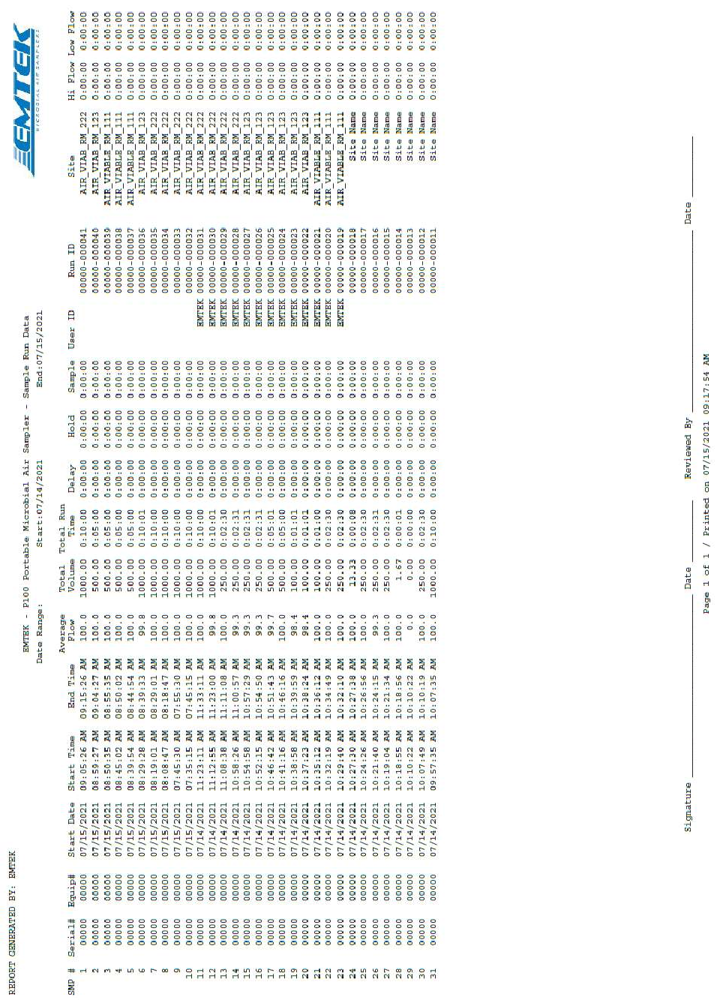 REPORT GENERATED BY: EMTEK
EMTEK
MICROBIAL AIR SAMPLERS
EMTEK - P100 Portable Microbial Air Sampler - Sample Run Data
Date Range: Start:07/14/2021 End:07/15/2021
Average Total Total Run
SMP # Serial# Equip# Start Date Start Time End Time Flow Volume Time Delay Hold Sample User ID Run ID Site Hi Flow Low Flow
1 00000 00000 07/15/2021 09:05:26 AM 09:15:26 AM 100.0 1000.00 0:10:00 0:00:00 0:00:00 0:00:00 00000-000041 AIR_VIAB_RM_222 0:00:00 0:00:00
2 00000 00000 07/15/2021 08:59:27 AM 09:04:27 AM 100.0 500.00 0:05:00 0:00:00 0:00:00 0:00:00 00000-000040 AIR_VIAB_RM_123 0:00:00 0:00:00
3 00000 00000 07/15/2021 08:50:35 AM 08:55:35 AM 100.0 500.00 0:05:00 0:00:00 0:00:00 0:00:00 00000-000039 AIR_VIABLE_RM_111 0:00:00 0:00:00
4 00000 00000 07/15/2021 08:45:02 AM 08:50:02 AM 100.0 500.00 0:05:00 0:00:00 0:00:00 0:00:00 00000-000038 AIR_VIABLE_RM_111 0:00:00 0:00:00
5 00000 00000 07/15/2021 08:39:54 AM 08:44:54 AM 100.0 500.00 0:05:00 0:00:00 0:00:00 0:00:00 00000-000037 AIR_VIABLE_RM_111 0:00:00 0:00:00
6 00000 00000 07/15/2021 08:29:28 AM 08:39:33 AM 99.8 1000.00 0:10:01 0:00:00 0:00:00 0:00:00 00000-000036 AIR_VIAB_RM_123 0:00:00 0:00:00
7 00000 00000 07/15/2021 08:19:01 AM 08:29:01 AM 100.0 1000.00 0:10:00 0:00:00 0:00:00 0:00:00 00000-000035 AIR_VIAB_RM_222 0:00:00 0:00:00
8 00000 00000 07/15/2021 08:08:47 AM 08:18:47 AM 100.0 1000.00 0:10:00 0:00:00 0:00:00 0:00:00 00000-000034 AIR_VIAB_RM_222 0:00:00 0:00:00
9 00000 00000 07/15/2021 07:45:30 AM 07:55:30 AM 100.0 1000.00 0:10:00 0:00:00 0:00:00 0:00:00 00000-000033 AIR_VIAB_RM_222 0:00:00 0:00:00
10 00000 00000 07/15/2021 07:35:15 AM 07:45:15 AM 100.0 1000.00 0:10:00 0:00:00 0:00:00 0:00:00 00000-000032 AIR_VIAB_RM_222 0:00:00 0:00:00
11 00000 00000 07/14/2021 11:23:11 AM 11:33:11 AM 100.0 1000.00 0:10:00 0:00:00 0:00:00 0:00:00 EMTEK 00000-000031 AIR_VIAB_RM_222 0:00:00 0:00:00
12 00000 00000 07/14/2021 11:12:55 AM 11:23:00 AM 99.8 1000.00 0:10:01 0:00:00 0:00:00 0:00:00 EMTEK 00000-000030 AIR_VIAB_RM_222 0:00:00 0:00:00
13 00000 00000 07/14/2021 11:08:38 AM 11:11:08 AM 100.0 250.00 0:02:30 0:00:00 0:00:00 0:00:00 EMTEK 00000-000029 AIR_VIAB_RM_222 0:00:00 0:00:00
14 00000 00000 07/14/2021 10:58:26 AM 11:00:57 AM 99.3 250.00 0:02:31 0:00:00 0:00:00 0:00:00 EMTEK 00000-000028 AIR_VIAB_RM_222 0:00:00 0:00:00
15 00000 00000 07/14/2021 10:54:58 AM 10:57:29 AM 99.3 250.00 0:02:31 0:00:00 0:00:00 0:00:00 EMTEK 00000-000027 AIR_VIAB_RM_123 0:00:00 0:00:00
16 00000 00000 07/14/2021 10:52:15 AM 10:54:50 AM 99.3 250.00 0:02:31 0:00:00 0:00:00 0:00:00 EMTEK 00000-000026 AIR_VIAB_RM_123 0:00:00 0:00:00
17 00000 00000 07/14/2021 10:46:42 AM 10:51:43 AM 99.7 500.00 0:05:01 0:00:00 0:00:00 0:00:00 EMTEK 00000-000025 AIR_VIAB_RM_123 0:00:00 0:00:00
18 00000 00000 07/14/2021 10:41:16 AM 10:46:16 AM 100.0 500.00 0:05:00 0:00:00 0:00:00 0:00:00 EMTEK 00000-000024 AIR_VIAB_RM_123 0:00:00 0:00:00
19 00000 00000 07/14/2021 10:38:58 AM 10:39:59 AM 98.4 100.00 0:01:01 0:00:00 0:00:00 0:00:00 EMTEK 00000-000023 AIR_VIAB_RM_123 0:00:00 0:00:00
20 00000 00000 07/14/2021 10:37:23 AM 10:38:24 AM 98.4 100.00 0:01:01 0:00:00 0:00:00 0:00:00 EMTEK 00000-000022 AIR_VIAB_RM_123 0:00:00 0:00:00
21 00000 00000 07/14/2021 10:35:12 AM 10:36:12 AM 100.0 100.00 0:01:00 0:00:00 0:00:00 0:00:00 EMTEK 00000-000021 AIR_VIABLE_RM_111 0:00:00 0:00:00
22 00000 00000 07/14/2021 10:32:19 AM 10:34:49 AM 100.0 250.00 0:02:30 0:00:00 0:00:00 0:00:00 EMTEK 00000-000020 AIR_VIABLE_RM_111 0:00:00 0:00:00
23 00000 00000 07/14/2021 10:29:40 AM 10:32:10 AM 100.0 250.00 0:02:30 0:00:00 0:00:00 0:00:00 EMTEK 00000-000019 AIR_VIABLE_RM_111 0:00:00 0:00:00
24 00000 00000 07/14/2021 10:27:30 AM 10:27:38 AM 100.0 13.33 0:00:08 0:00:00 0:00:00 0:00:00 00000-000018 Site Name 0:00:00 0:00:00
25 00000 00000 07/14/2021 10:24:26 AM 10:26:56 AM 100.0 250.00 0:02:30 0:00:00 0:00:00 0:00:00 00000-000017 Site Name 0:00:00 0:00:00
26 00000 00000 07/14/2021 10:21:40 AM 10:24:15 AM 99.3 250.00 0:02:31 0:00:00 0:00:00 0:00:00 00000-000016 Site Name 0:00:00 0:00:00
27 00000 00000 07/14/2021 10:19:04 AM 10:21:34 AM 100.0 250.00 0:02:30 0:00:00 0:00:00 0:00:00 00000-000015 Site Name 0:00:00 0:00:00
28 00000 00000 07/14/2021 10:18:55 AM 10:18:56 AM 100.0 1.67 0:00:01 0:00:00 0:00:00 0:00:00 00000-000014 Site Name 0:00:00 0:00:00
29 00000 00000 07/14/2021 10:10:22 AM 10:10:22 AM 0.0 0.00 0:00:00 0:00:00 0:00:00 0:00:00 00000-000013 Site Name 0:00:00 0:00:00
30 00000 00000 07/14/2021 10:07:49 AM 10:10:19 AM 100.0 250.00 0:02:30 0:00:00 0:00:00 0:00:00 00000-000012 Site Name 0:00:00 0:00:00
31 00000 00000 07/14/2021 09:57:35 AM 10:07:35 AM 100.0 1000.00 0:10:00 0:00:00 0:00:00 0:00:00 00000-000011 Site Name 0:00:00 0:00:00
Signature Date Reviewed By Date
Page 1 of 1 / Printed on 07/15/2021 09:17:54 AM